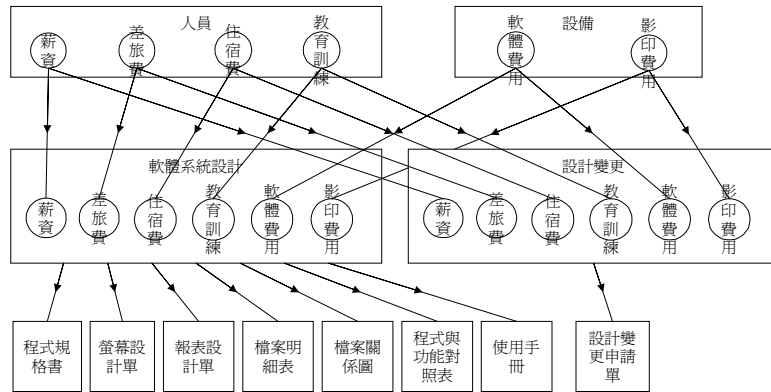 人員
薪資
差旅費
住宿費
教育訓練
設備
軟體費用
影印費用
軟體系統設計
薪資
差旅費
住宿費
教育訓練
軟體費用
影印費用
設計變更
薪資
差旅費
住宿費
教育訓練
軟體費用
影印費用
程式規
格書
螢幕設
計單
報表設
計單
檔案明
細表
檔案關
係圖
程式與
功能對
照表
使用手
冊
設計變
更申請
單